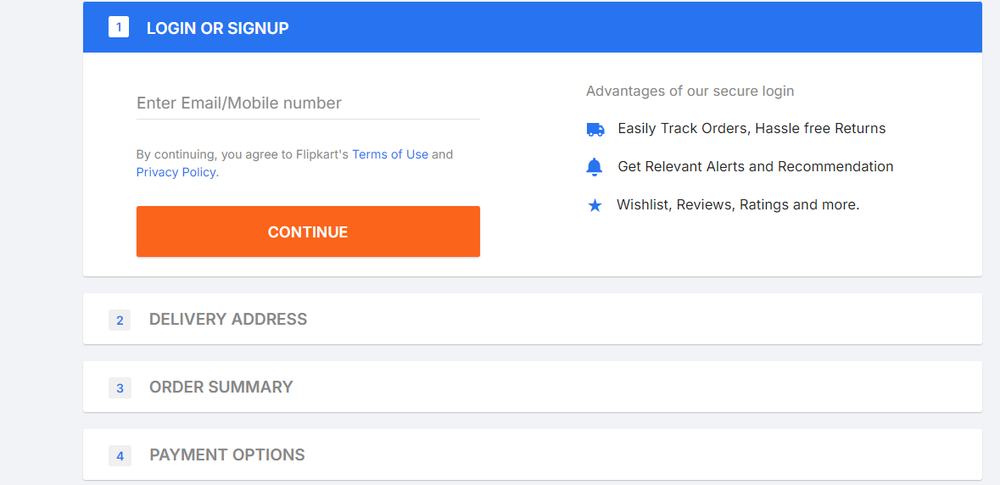 1 LOGIN OR SIGNUP
Enter Email/Mobile number
By continuing, you agree to Flipkart's Terms of Use and
Privacy Policy.
CONTINUE
Advantages of our secure login
Easily Track Orders, Hassle free Returns
Get Relevant Alerts and Recommendation
Wishlist, Reviews, Ratings and more.
2 DELIVERY ADDRESS
3 ORDER SUMMARY
4 PAYMENT OPTIONS